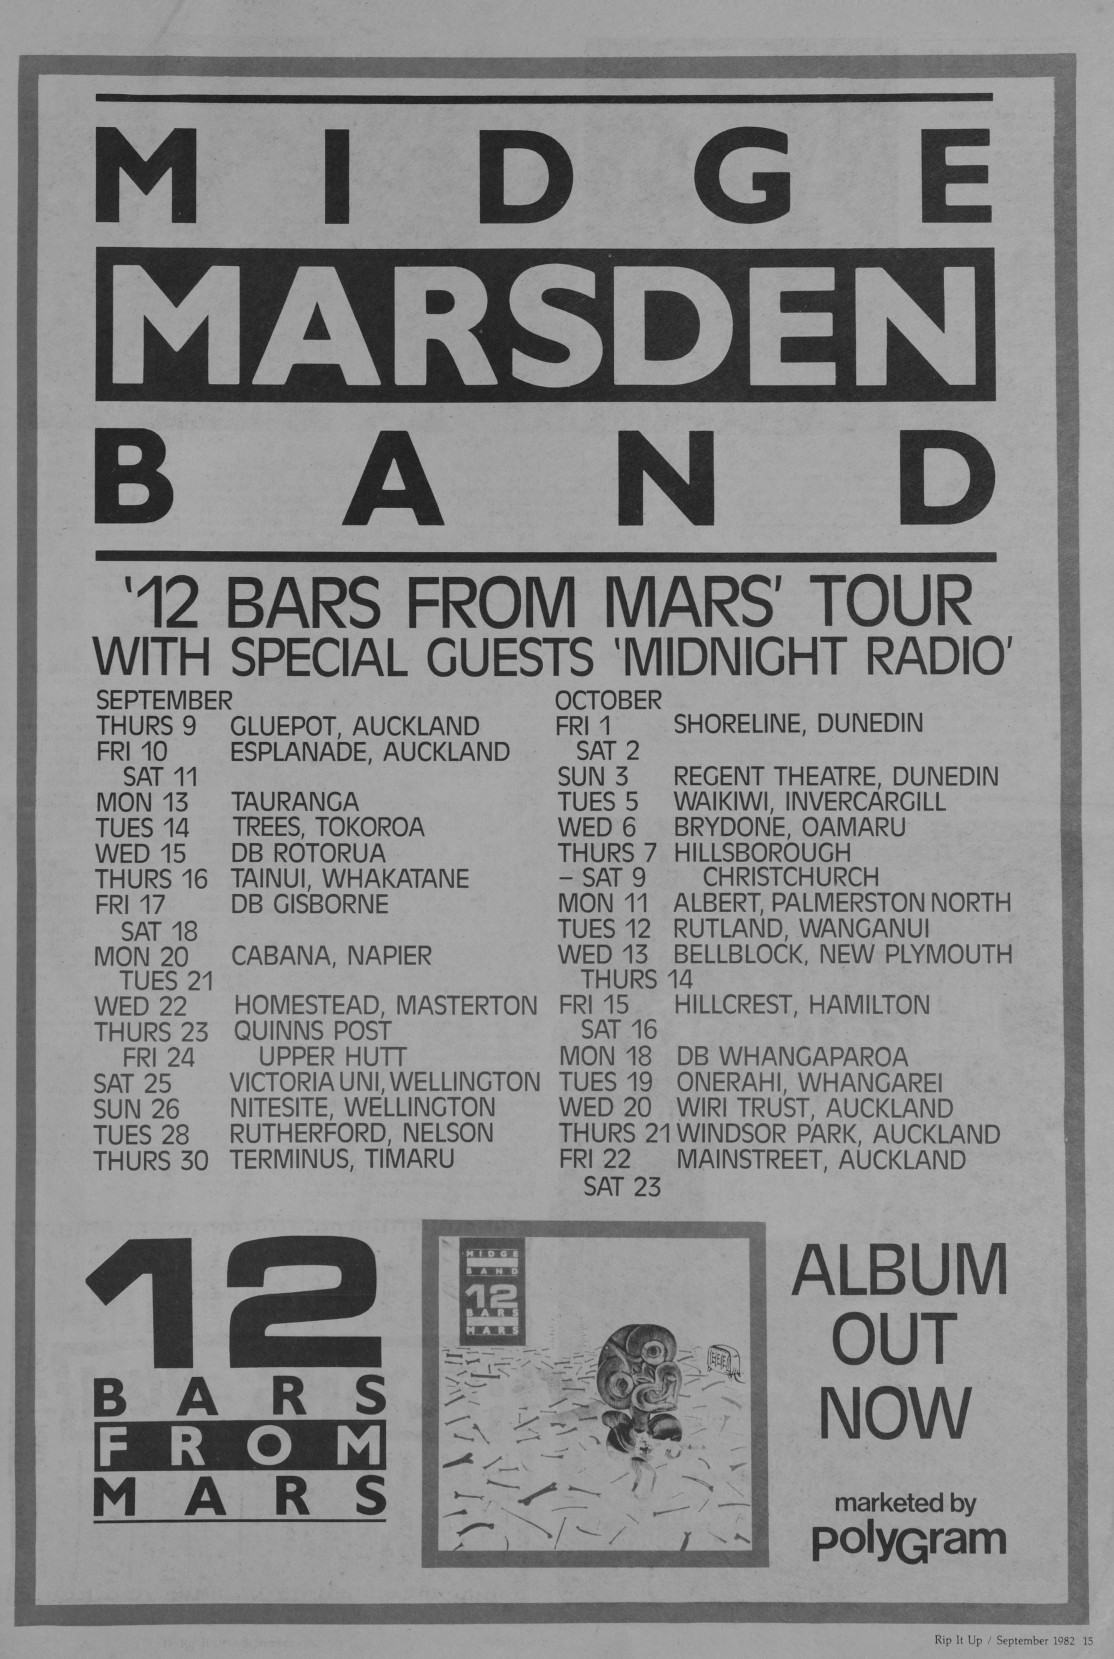 MIDGE
MARSDEN
BAND
'12 BARS FROM MARS' TOUR
WITH SPECIAL GUESTS 'MIDNIGHT RADIO'
SEPTEMBER
THURS 9 GLUEPOT, AUCKLAND
FRI 10 ESPLANADE, AUCKLAND
SAT 11
MON 13 TAURANGA
TUES 14 TREES, TOKOROA
WED 15 DB ROTORUA
THURS 16 TAINUI, WHAKATANE
FRI 17 DB GISBORNE
SAT 18
MON 20 CABANA, NAPIER
TUES 21
WED 22 HOMESTEAD, MASTERTON
THURS 23 QUINNS POST
FRI 24 UPPER HUTT
SAT 25 VICTORIA UNI, WELLINGTON
SUN 26 NITESITE, WELLINGTON
TUES 28 RUTHERFORD, NELSON
THURS 30 TERMINUS, TIMARU
OCTOBER
FRI 1 SHORELINE, DUNEDIN
SAT 2
SUN 3 REGENT THEATRE, DUNEDIN
TUES 5 WAIKIWI, INVERCARGILL
WED 6 BRYDONE, OAMARU
THURS 7 HILLSBOROUGH
– SAT 9 CHRISTCHURCH
MON 11 ALBERT, PALMERSTON NORTH
TUES 12 RUTLAND, WANGANUI
WED 13 BELLBLOCK, NEW PLYMOUTH
THURS 14
FRI 15 HILLCREST, HAMILTON
SAT 16
MON 18 DB WHANGAPAROA
TUES 19 ONERAHI, WHANGAREI
WED 20 WIRI TRUST, AUCKLAND
THURS 21 WINDSOR PARK, AUCKLAND
FRI 22 MAINSTREET, AUCKLAND
SAT 23
12
BARS
FROM
MARS
MIDGE
BAND
12
BARS
MARS
ALBUM
OUT
NOW
marketed by
polyGram
Rip It Up / September 1982 15